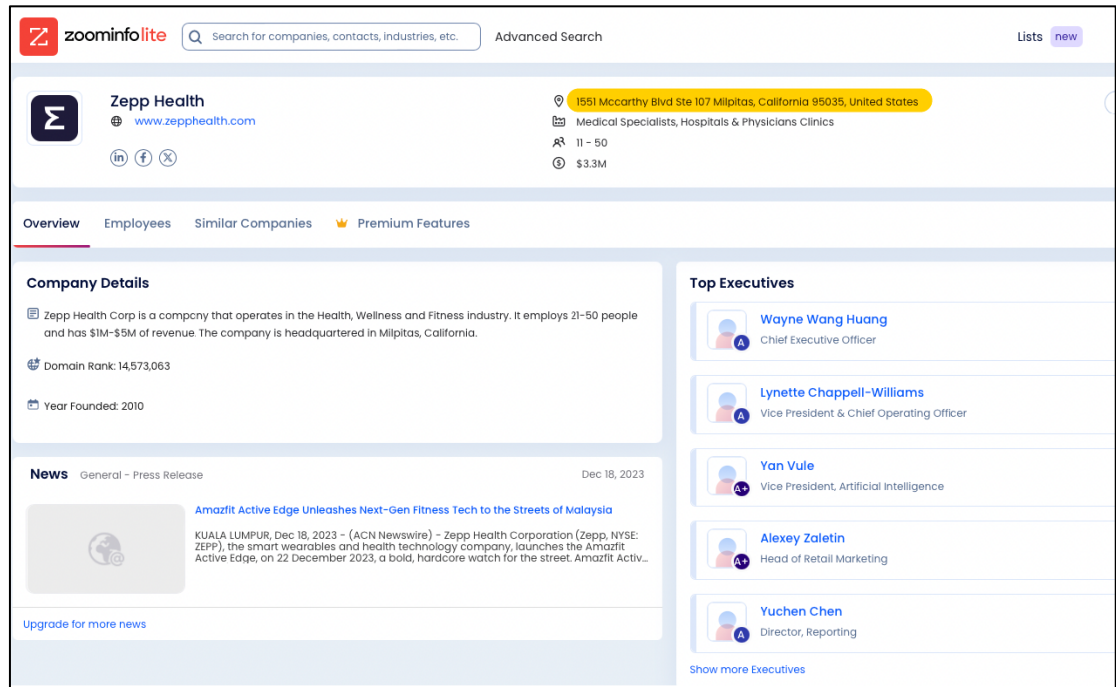 zoominfolite
Search for companies, contacts, industries, etc.
Advanced Search
Lists new
Zepp Health
www.zepphealth.com
1551 Mccarthy Blvd Ste 107 Milpitas, California 95035, United States
Medical Specialists, Hospitals & Physicians Clinics
11 - 50
$3.3M
Overview
Employees
Similar Companies
Premium Features
Company Details
Zepp Health Corp is a company that operates in the Health, Wellness and Fitness industry. It employs 21-50 people
and has $1M-$5M of revenue. The company is headquartered in Milpitas, California.
Domain Rank: 14,573,063
Year Founded: 2010
News General - Press Release Dec 18, 2023
Amazfit Active Edge Unleashes Next-Gen Fitness Tech to the Streets of Malaysia
KUALA LUMPUR, Dec 18, 2023 - (ACN Newswire) - Zepp Health Corporation (Zepp, NYSE:
ZEPP), the smart wearables and health technology company, launches the Amazfit
Active Edge, on 22 December 2023, a bold, hardcore watch for the street. Amazfit Activ...
Upgrade for more news
Top Executives
Wayne Wang Huang
A
Chief Executive Officer
Lynette Chappell-Williams
A
Vice President & Chief Operating Officer
Yan Vule
A+
Vice President, Artificial Intelligence
Alexey Zaletin
A+
Head of Retail Marketing
Yuchen Chen
A
Director, Reporting
Show more Executives